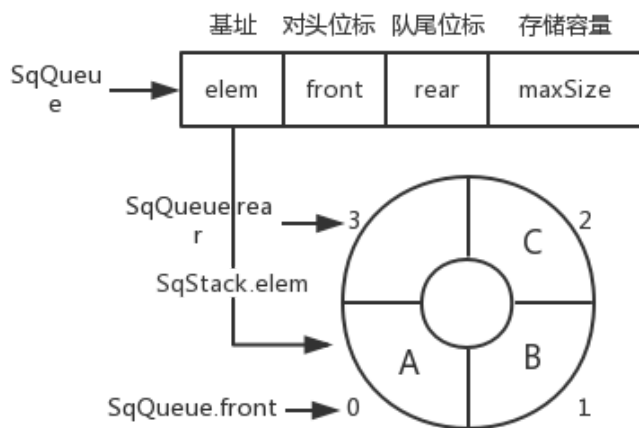 基址 对头位标 队尾位标 存储容量
SqQueu
e
elem front rear maxSize
SqQueue.rea
r
3
2
C
SqStack.elem
A
B
SqQueue.front
0
1